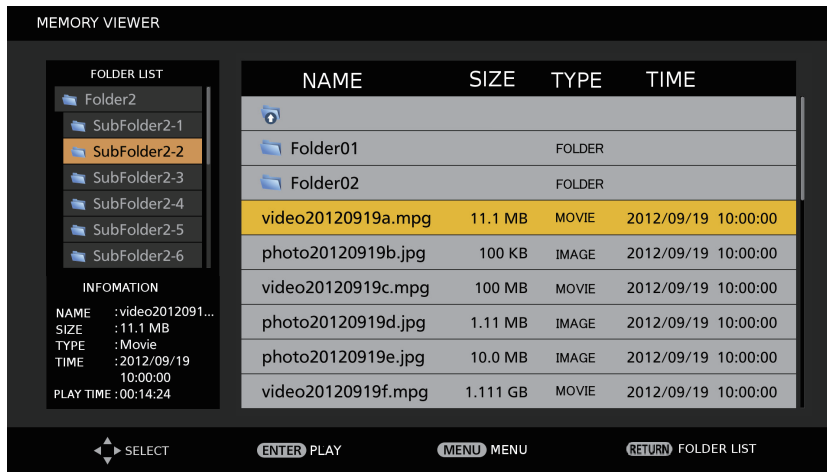 MEMORY VIEWER
FOLDER LIST
Folder2
SubFolder2-1
SubFolder2-2
SubFolder2-3
SubFolder2-4
SubFolder2-5
SubFolder2-6
INFOMATION
NAME :video2012091...
SIZE :11.1 MB
TYPE :Movie
TIME :2012/09/19
10:00:00
PLAY TIME :00:14:24
NAME SIZE TYPE TIME
Folder01 FOLDER
Folder02 FOLDER
video20120919a.mpg 11.1 MB MOVIE 2012/09/19 10:00:00
photo20120919b.jpg 100 KB IMAGE 2012/09/19 10:00:00
video20120919c.mpg 100 MB MOVIE 2012/09/19 10:00:00
photo20120919d.jpg 1.11 MB IMAGE 2012/09/19 10:00:00
photo20120919e.jpg 10.0 MB IMAGE 2012/09/19 10:00:00
video20120919f.mpg 1.111 GB MOVIE 2012/09/19 10:00:00
SELECT ENTER PLAY MENU MENU RETURN FOLDER LIST